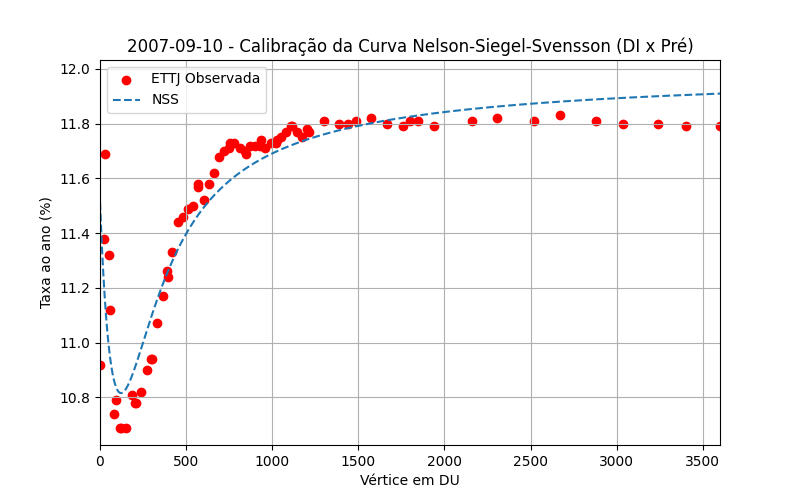 2007-09-10 - Calibração da Curva Nelson-Siegel-Svensson (DI x Pré)
ETTJ Observada
NSS
Taxa ao ano (%)
12.0
11.8
11.6
11.4
11.2
11.0
10.8
0 500 1000 1500 2000 2500 3000 3500
Vértice em DU